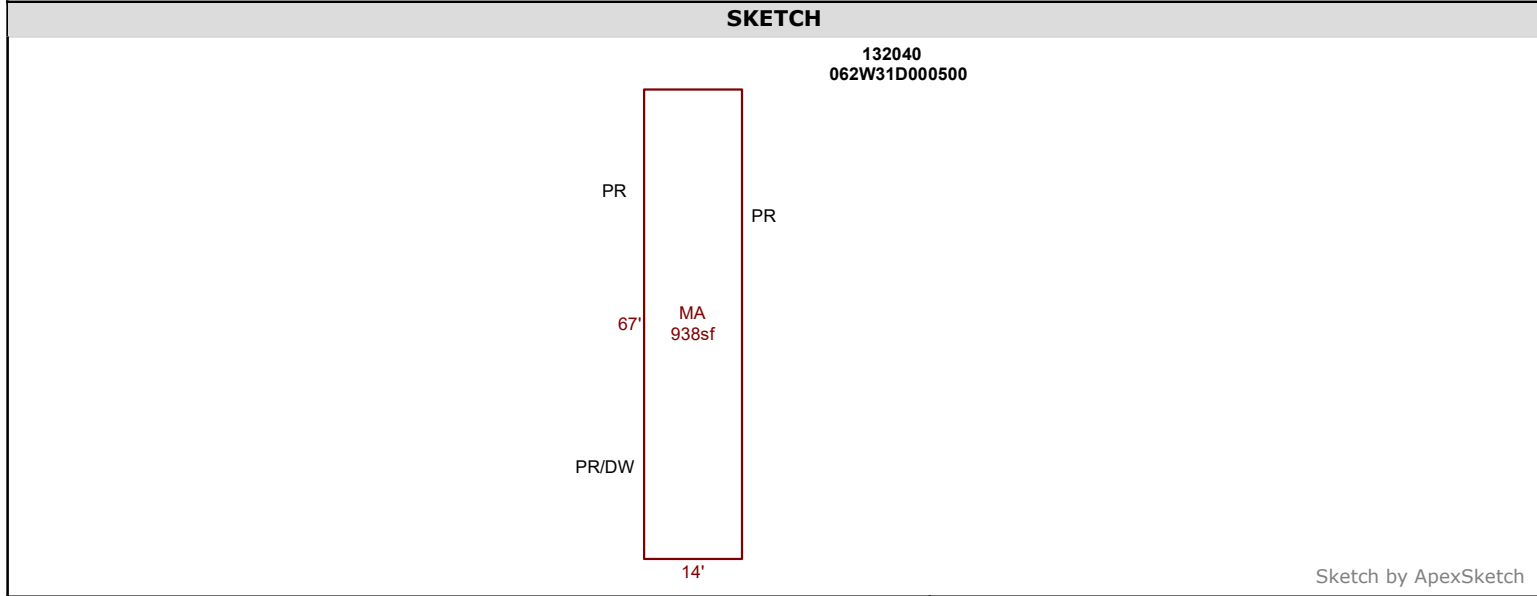 SKETCH
132040
062W31D000500
PR
PR
67'
MA
938sf
PR/DW
14'
Sketch by ApexSketch